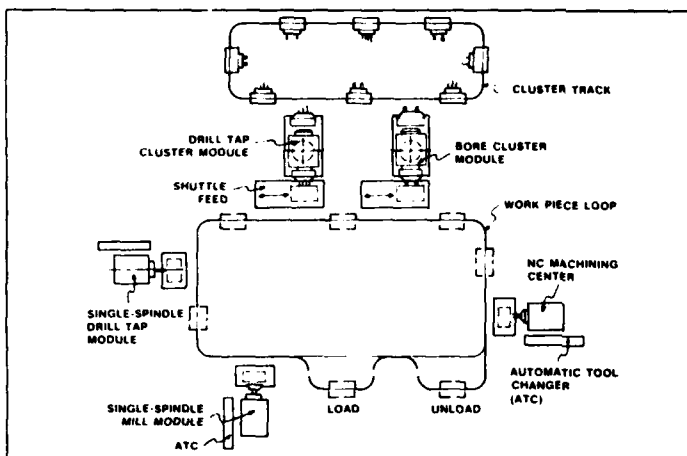 CLUSTER TRACK
DRILL TAP
CLUSTER MODULE
BORE CLUSTER
MODULE
SHUTTLE
FEED
WORK PIECE LOOP
NC MACHINING
CENTER
SINGLE-SPINDLE
DRILL TAP
MODULE
AUTOMATIC TOOL
CHANGER
(ATC)
SINGLE-SPINDLE
MILL MODULE
ATC
LOAD
UNLOAD